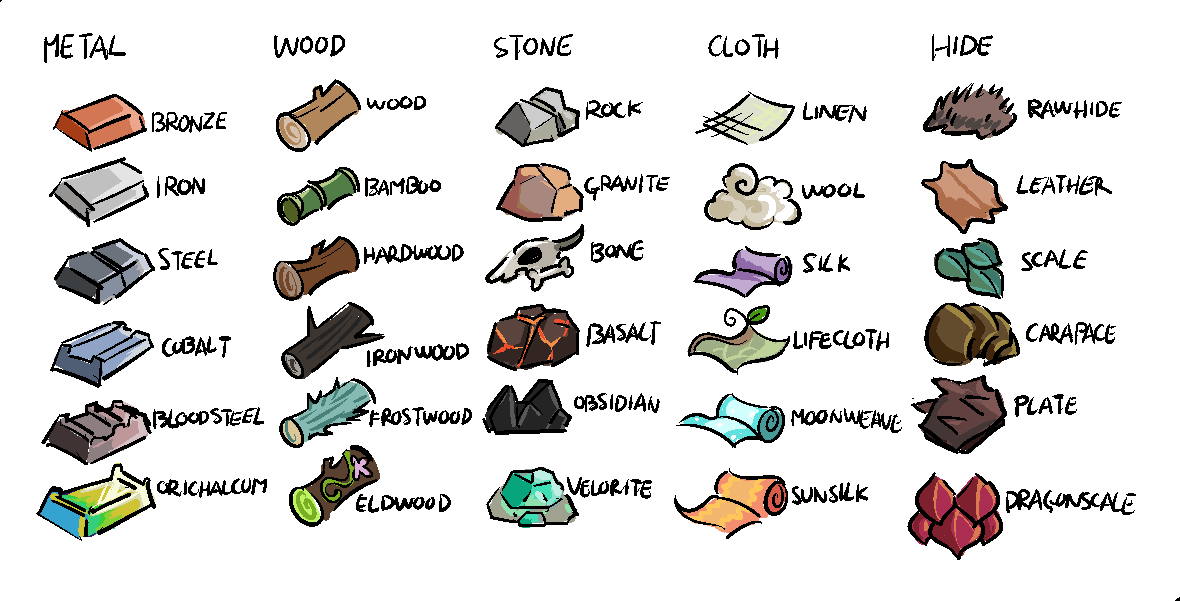 METAL WOOD STONE CLOTH HIDE
BRONZE WOOD ROCK LINEN RAWHIDE
IRON BAMBOO GRANITE WOOL LEATHER
STEEL HARDWOOD BONE SILK SCALE
COBALT IRONWOOD BASALT LIFECLOTH CARAPACE
BLOODSTEEL FROSTWOOD OBSIDIAN MOONWEAVE PLATE
ORICHALCUM ELDWOOD VELORITE SUNSILK DRAGONSCALE